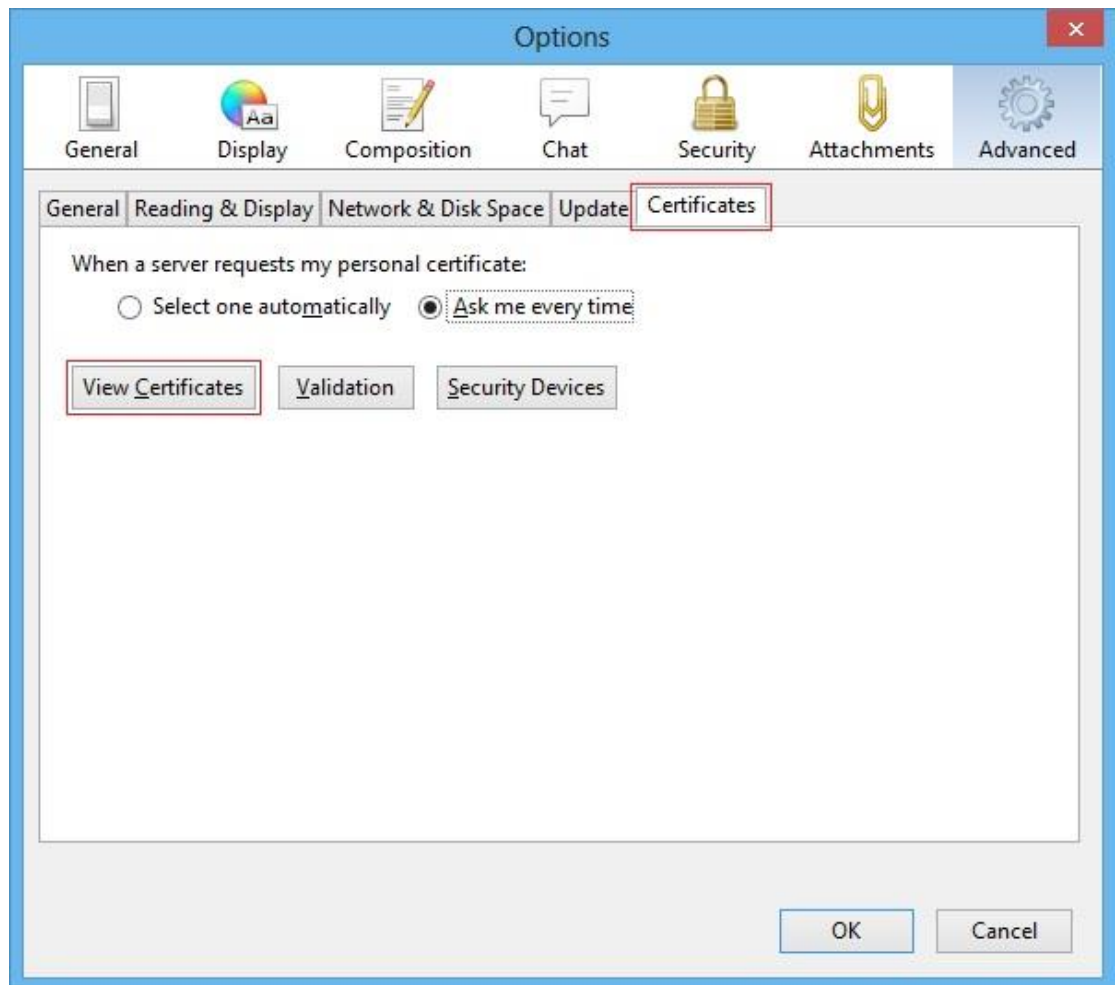 Options
Aa
General Display Composition Chat Security Attachments Advanced
General Reading & Display Network & Disk Space Update Certificates
When a server requests my personal certificate:
Select one automatically Ask me every time
View Certificates Validation Security Devices
OK Cancel